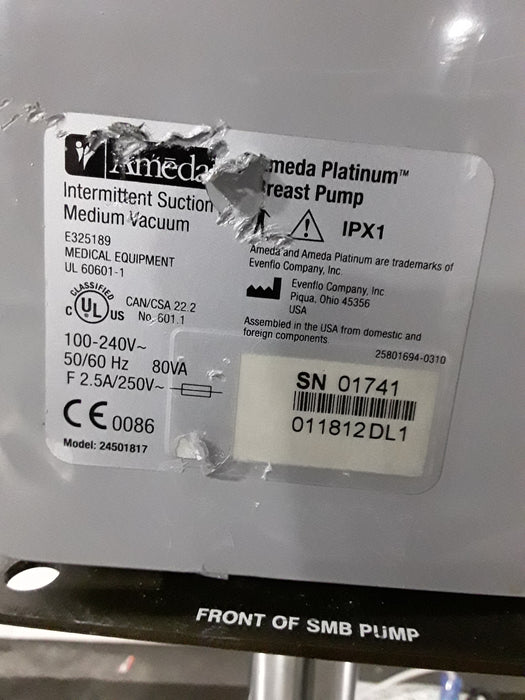 Amēda
Intermittent Suction
Medium Vacuum
E325189
MEDICAL EQUIPMENT
UL 60601-1
CLASSIFIED
C UL US
CAN/CSA 22.2
No. 601.1
100-240V~
50/60 Hz 80VA
F 2.5A/250V~
CE 0086
Model: 24501817
meda Platinum™
reast Pump
IPX1
Ameda and Ameda Platinum are trademarks of
Evenflo Company, Inc.
Evenflo Company, Inc
Piqua, Ohio 45356
USA
Assembled in the USA from domestic and
foreign components.
25801694-0310
SN 01741
011812DL1
FRONT OF SMB PUMP